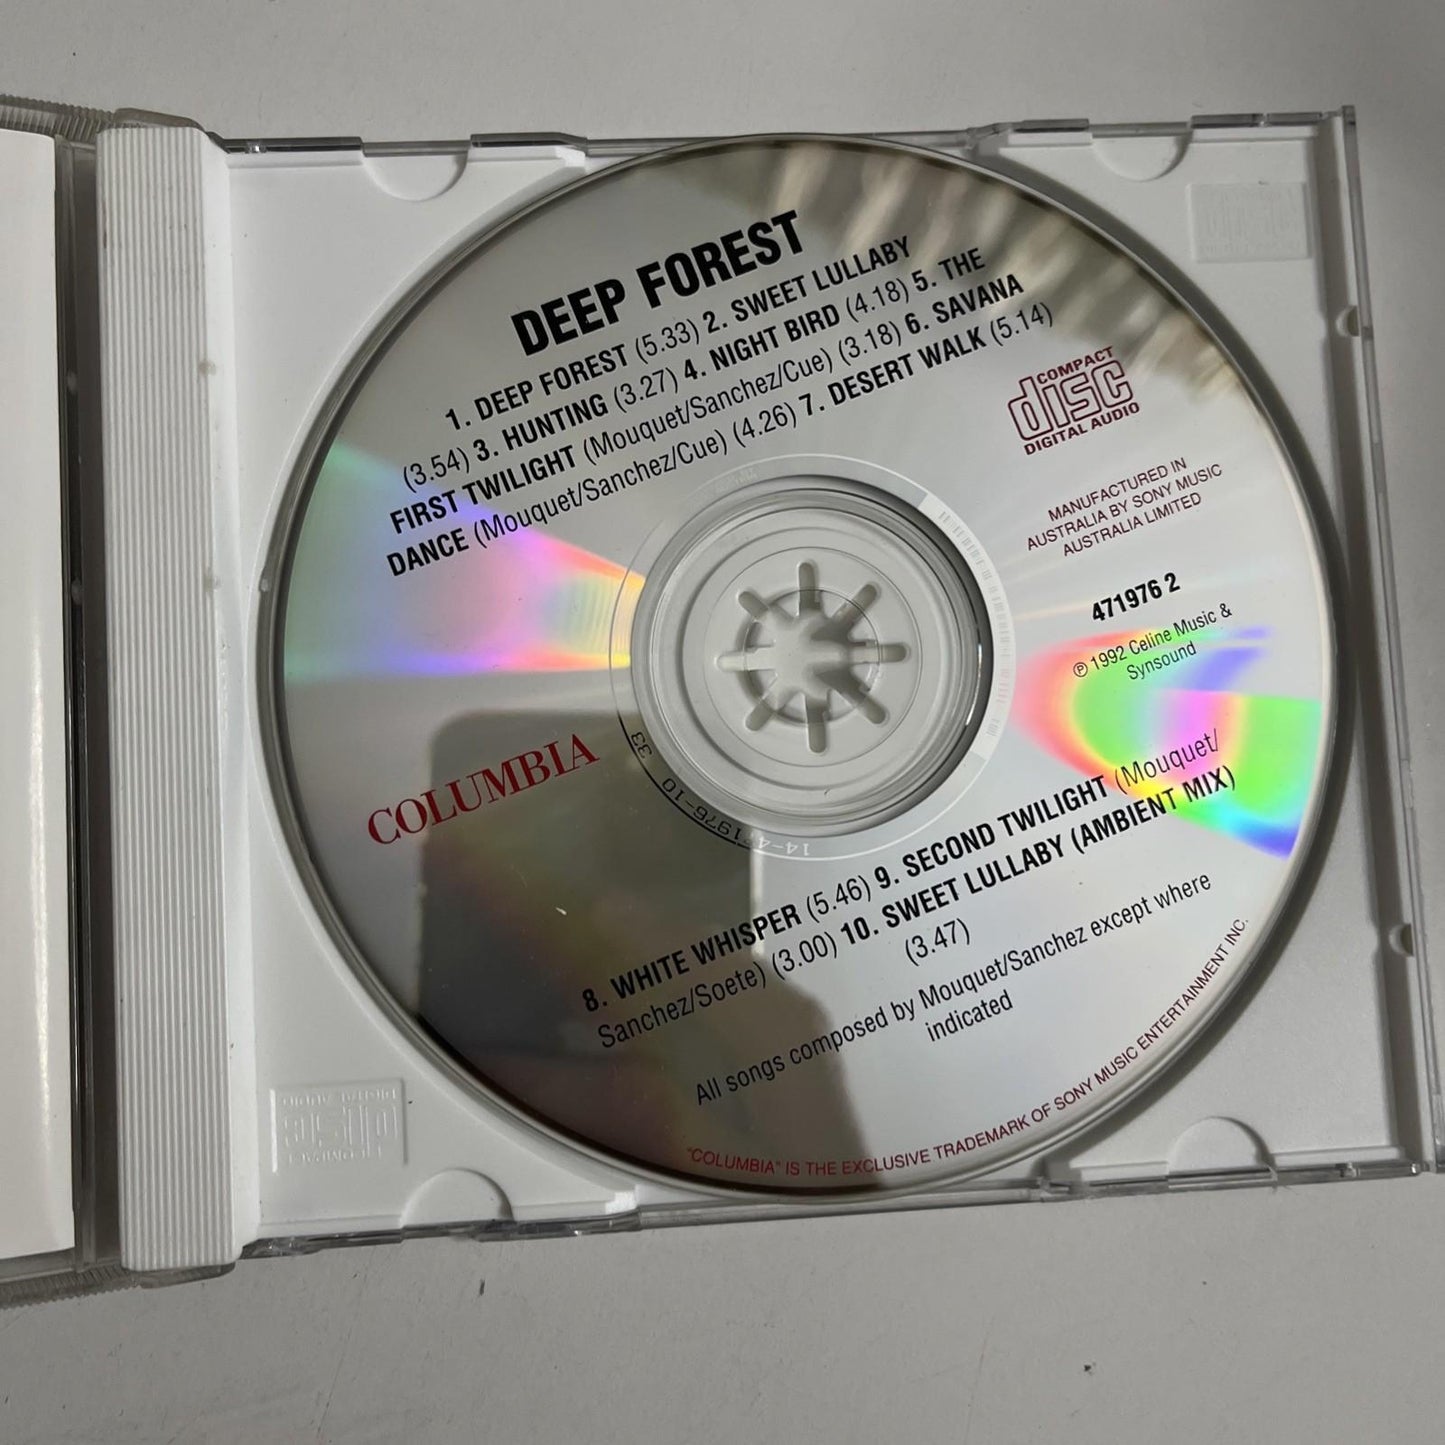 DEEP FOREST
1. DEEP FOREST (5.33) 2. SWEET LULLABY
(3.54) 3. HUNTING (3.27) 4. NIGHT BIRD (4.18) 5. THE
FIRST TWILIGHT (Mouquet/Sanchez/Cue) (3.18) 6. SAVANA
DANCE (Mouquet/Sanchez/Cue) (4.26) 7. DESERT WALK (5.14)
COMPACT
disc
DIGITAL AUDIO
MANUFACTURED IN
AUSTRALIA BY SONY MUSIC
AUSTRALIA LIMITED
471976 2
℗ 1992 Celine Music &
Synsound
COLUMBIA
33
8. WHITE WHISPER (5.46) 9. SECOND TWILIGHT (Mouquet/
Sanchez/Soete) (3.00) 10. SWEET LULLABY (AMBIENT MIX)
(3.47)
All songs composed by Mouquet/Sanchez except where
indicated
"COLUMBIA" IS THE EXCLUSIVE TRADEMARK OF SONY MUSIC ENTERTAINMENT INC.
COMPACT
disc
DIGITAL AUDIO